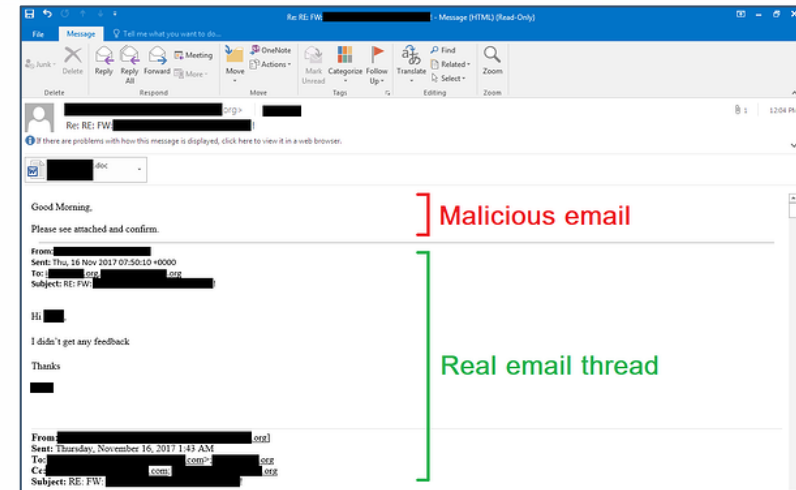 Re: RE: FW: - Message (HTML) (Read-Only)
File Message Tell me what you want to do...
Junk Delete Reply Reply All Forward Meeting More Move OneNote Actions Mark Unread Categorize Follow Up Translate Find Related Select Zoom
Delete Respond Move Tags Editing Zoom
org>
1 12:04 PM
Re: RE: FW: !
If there are problems with how this message is displayed, click here to view it in a web browser.
.doc
Good Morning,
Please see attached and confirm.
Malicious email
From:
Sent: Thu, 16 Nov 2017 07:50:10 +0000
To: .org, .org
Subject: RE: FW: !
Hi ,
I didn't get any feedback
Thanks
Real email thread
From: .org]
Sent: Thursday, November 16, 2017 1:43 AM
To: .com>; .org
Cc: .com; .org
Subject: RE: FW: !